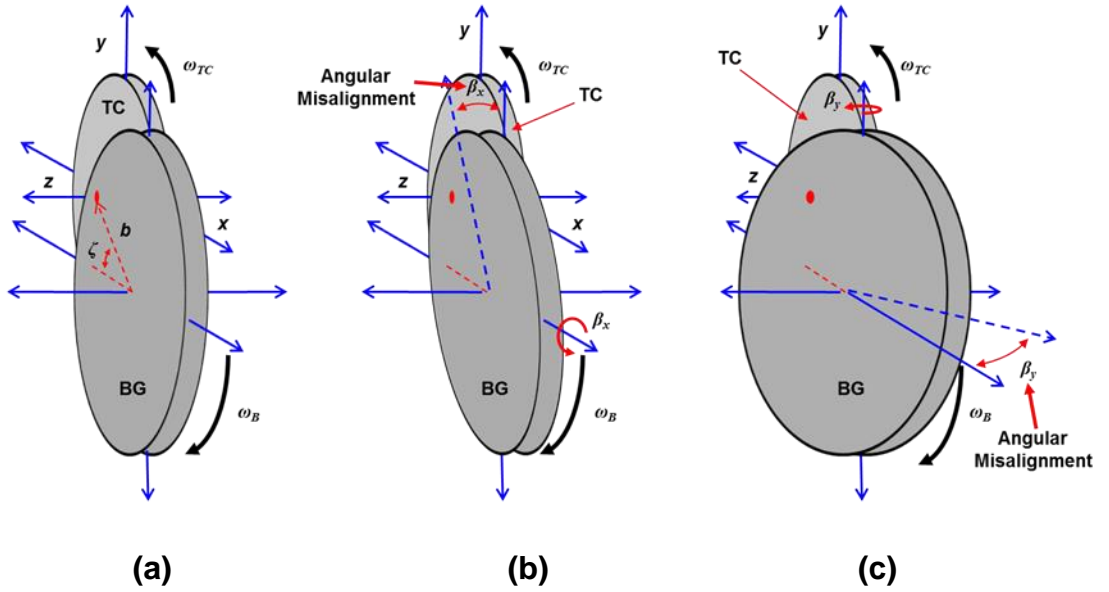 y
ω_TC
TC
z
x
b
ζ
BG
ω_B
(a)
y
ω_TC
Angular
Misalignment
β_x
TC
z
x
β_x
BG
ω_B
(b)
y
TC
ω_TC
β_y
z
BG
β_y
ω_B
Angular
Misalignment
(c)